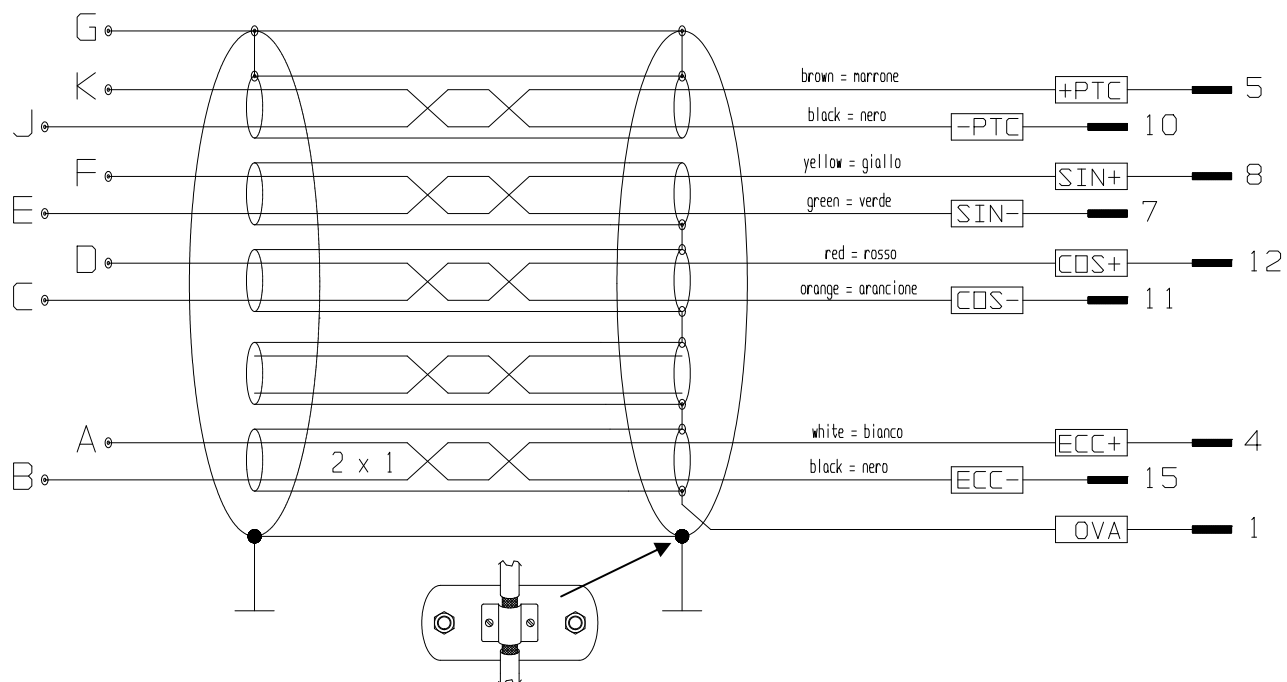 G
K brown = marrone +PTC 5
J black = nero -PTC 10
F yellow = giallo SIN+ 8
E green = verde SIN- 7
D red = rosso COS+ 12
C orange = arancione COS- 11
A white = bianco ECC+ 4
B 2 x 1 black = nero ECC- 15
0VA 1